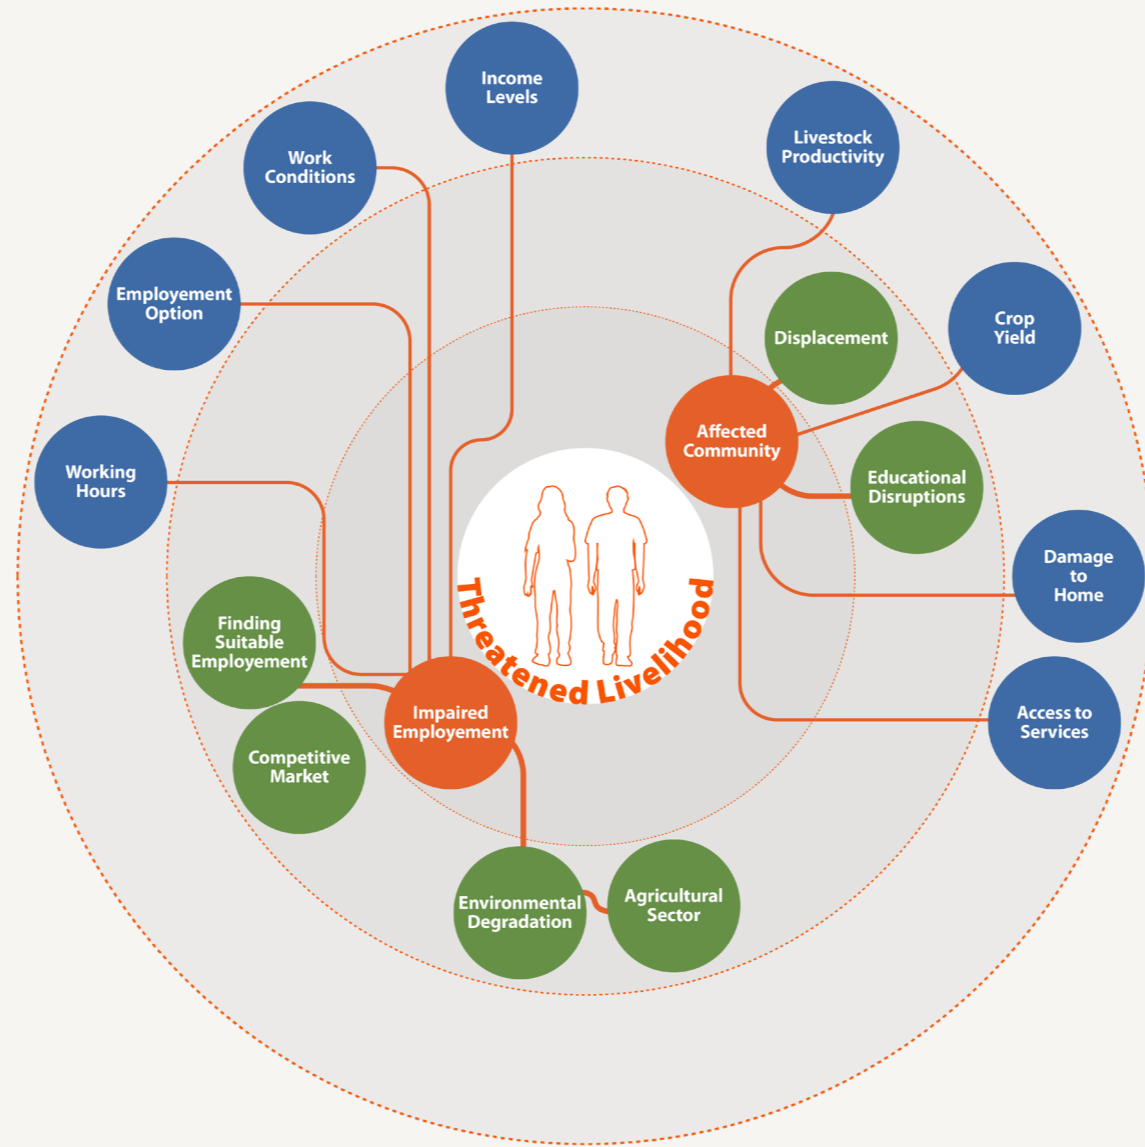 Income
Levels
Livestock
Productivity
Work
Conditions
Employement
Option
Displacement
Crop
Yield
Affected
Community
Working
Hours
Educational
Disruptions
Damage
to
Home
Threatened Livelihood
Finding
Suitable
Employement
Impaired
Employement
Access to
Services
Competitive
Market
Environmental
Degradation
Agricultural
Sector